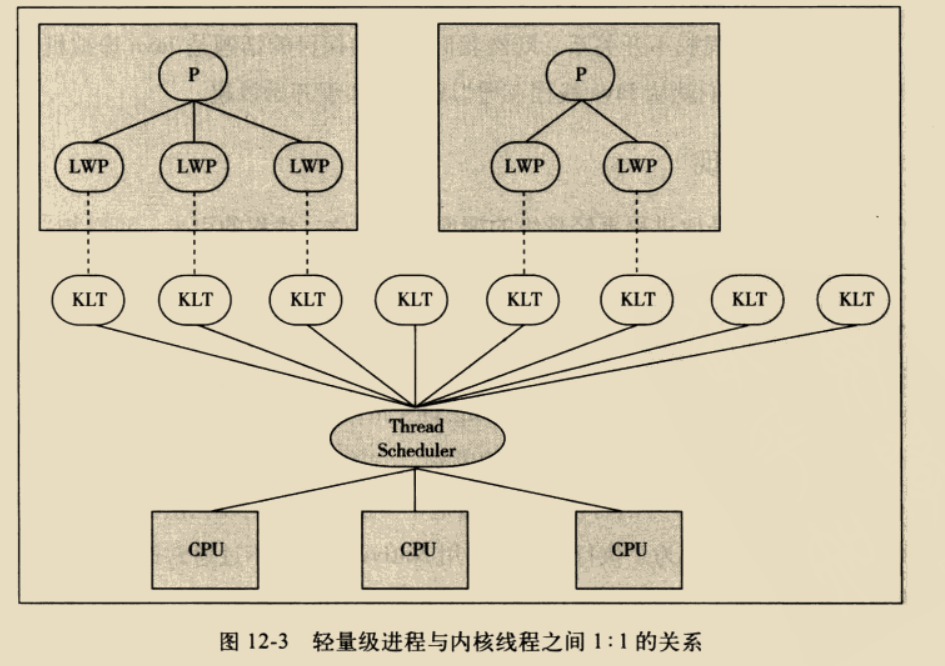 P
P
LWP
LWP
LWP
LWP
LWP
KLT
KLT
KLT
KLT
KLT
KLT
KLT
KLT
Thread
Scheduler
CPU
CPU
CPU
图 12-3 轻量级进程与内核线程之间 1:1 的关系